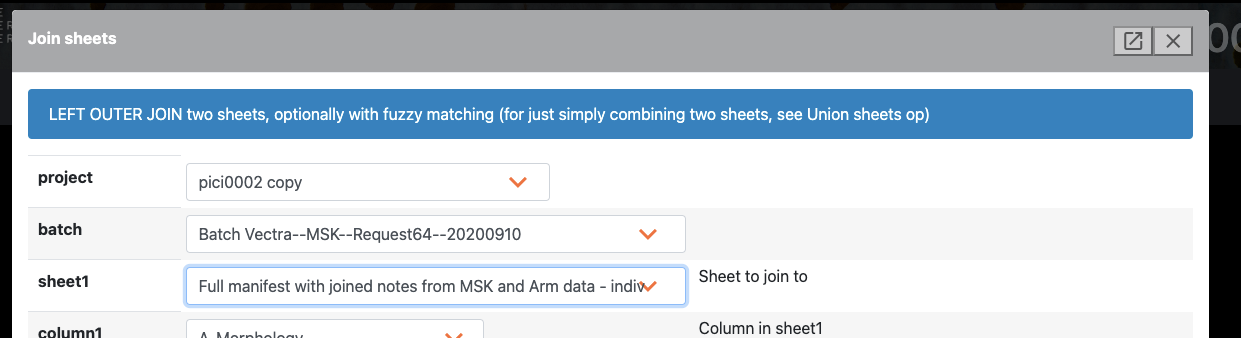 Join sheets
LEFT OUTER JOIN two sheets, optionally with fuzzy matching (for just simply combining two sheets, see Union sheets op)
project
pici0002 copy
batch
Batch Vectra--MSK--Request64--20200910
sheet1
Full manifest with joined notes from MSK and Arm data - indiv
Sheet to join to
column1
A-Morphology
Column in sheet1